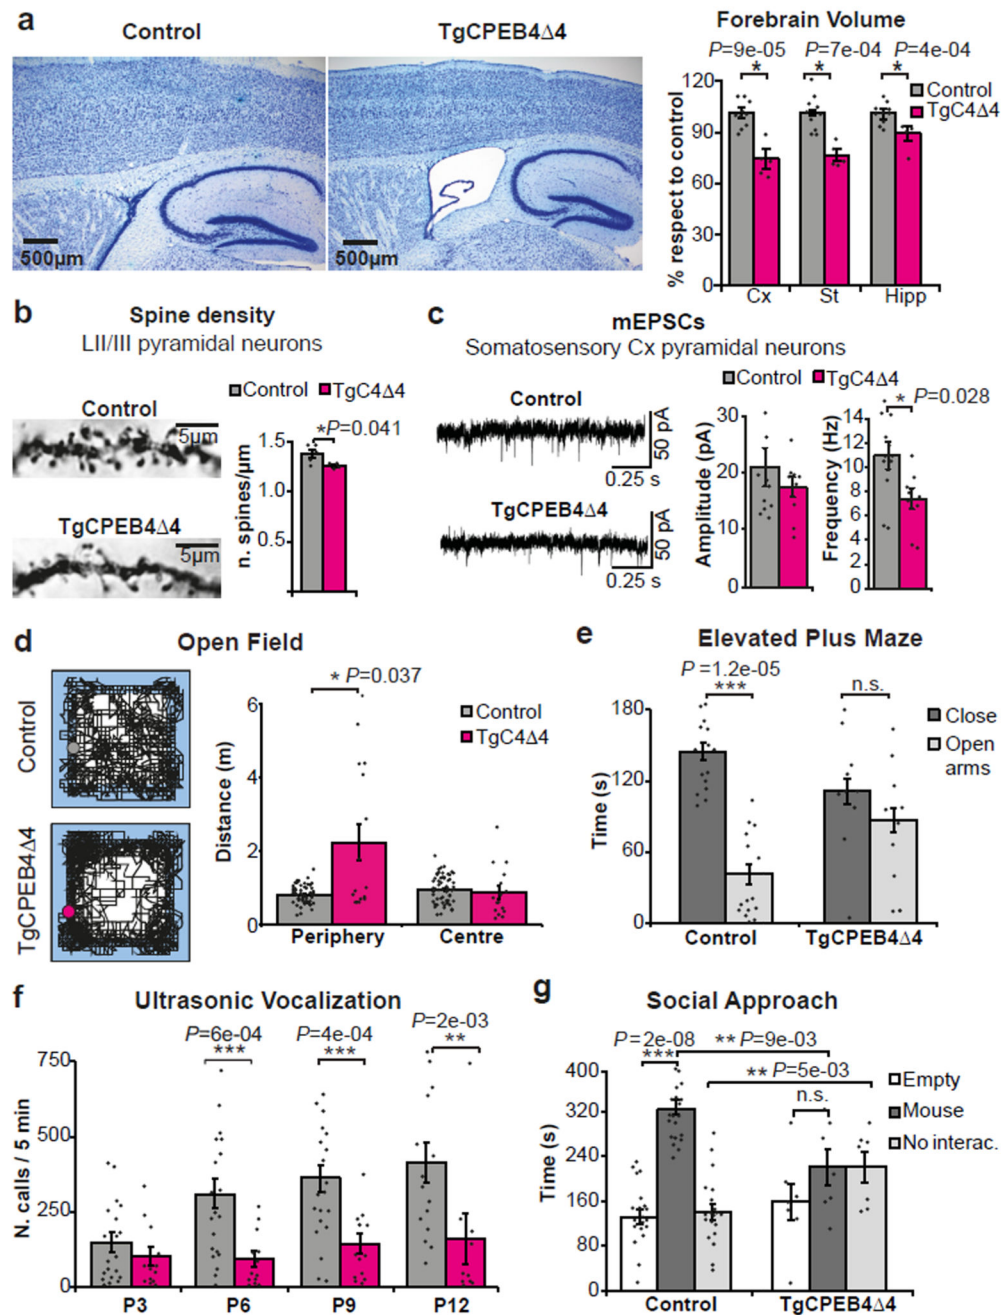 a
Control
TgCPEB4Δ4
500µm
500µm
Forebrain Volume
P=9e-05 P=7e-04 P=4e-04
* * *
Control
TgC4Δ4
% respect to control
120
90
60
30
0
Cx St Hipp
b
Spine density
LII/III pyramidal neurons
Control
5µm
TgCPEB4Δ4
5µm
Control TgC4Δ4
*P=0.041
n. spines/µm
1.5
1.0
0.5
c
mEPSCs
Somatosensory Cx pyramidal neurons
Control
50 pA
0.25 s
TgCPEB4Δ4
50 pA
0.25 s
Control TgC4Δ4
Amplitude (pA)
30
20
10
0
* P=0.028
Frequency (Hz)
14
12
10
8
6
4
2
0
d
Open Field
Control
TgCPEB4Δ4
* P=0.037
Control
TgC4Δ4
Distance (m)
6
4
2
0
Periphery Centre
e
Elevated Plus Maze
P =1.2e-05
***
n.s.
Close
Open
arms
Time (s)
180
120
60
0
Control TgCPEB4Δ4
f
Ultrasonic Vocalization
P=6e-04 P=4e-04 P=2e-03
*** *** **
N. calls / 5 min
750
500
250
0
P3 P6 P9 P12
g
Social Approach
P = 2e-08
***
** P=9e-03
** P=5e-03
n.s.
Empty
Mouse
No interac.
Time (s)
400
320
240
160
80
0
Control TgCPEB4Δ4